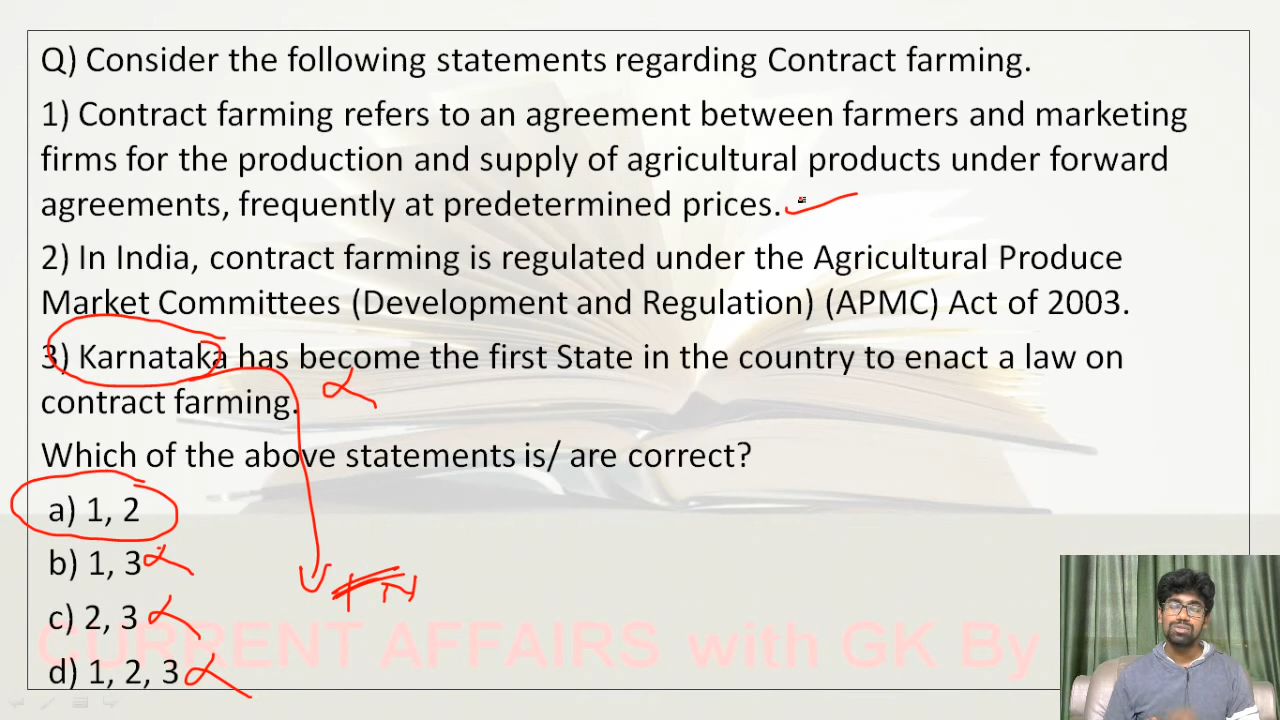 Q) Consider the following statements regarding Contract farming.
1) Contract farming refers to an agreement between farmers and marketing
firms for the production and supply of agricultural products under forward
agreements, frequently at predetermined prices.
2) In India, contract farming is regulated under the Agricultural Produce
Market Committees (Development and Regulation) (APMC) Act of 2003.
3) Karnataka has become the first State in the country to enact a law on
contract farming.
Which of the above statements is/ are correct?
a) 1, 2
b) 1, 3
TN
c) 2, 3
CURRENT AFFAIRS with GK By
d) 1, 2, 3